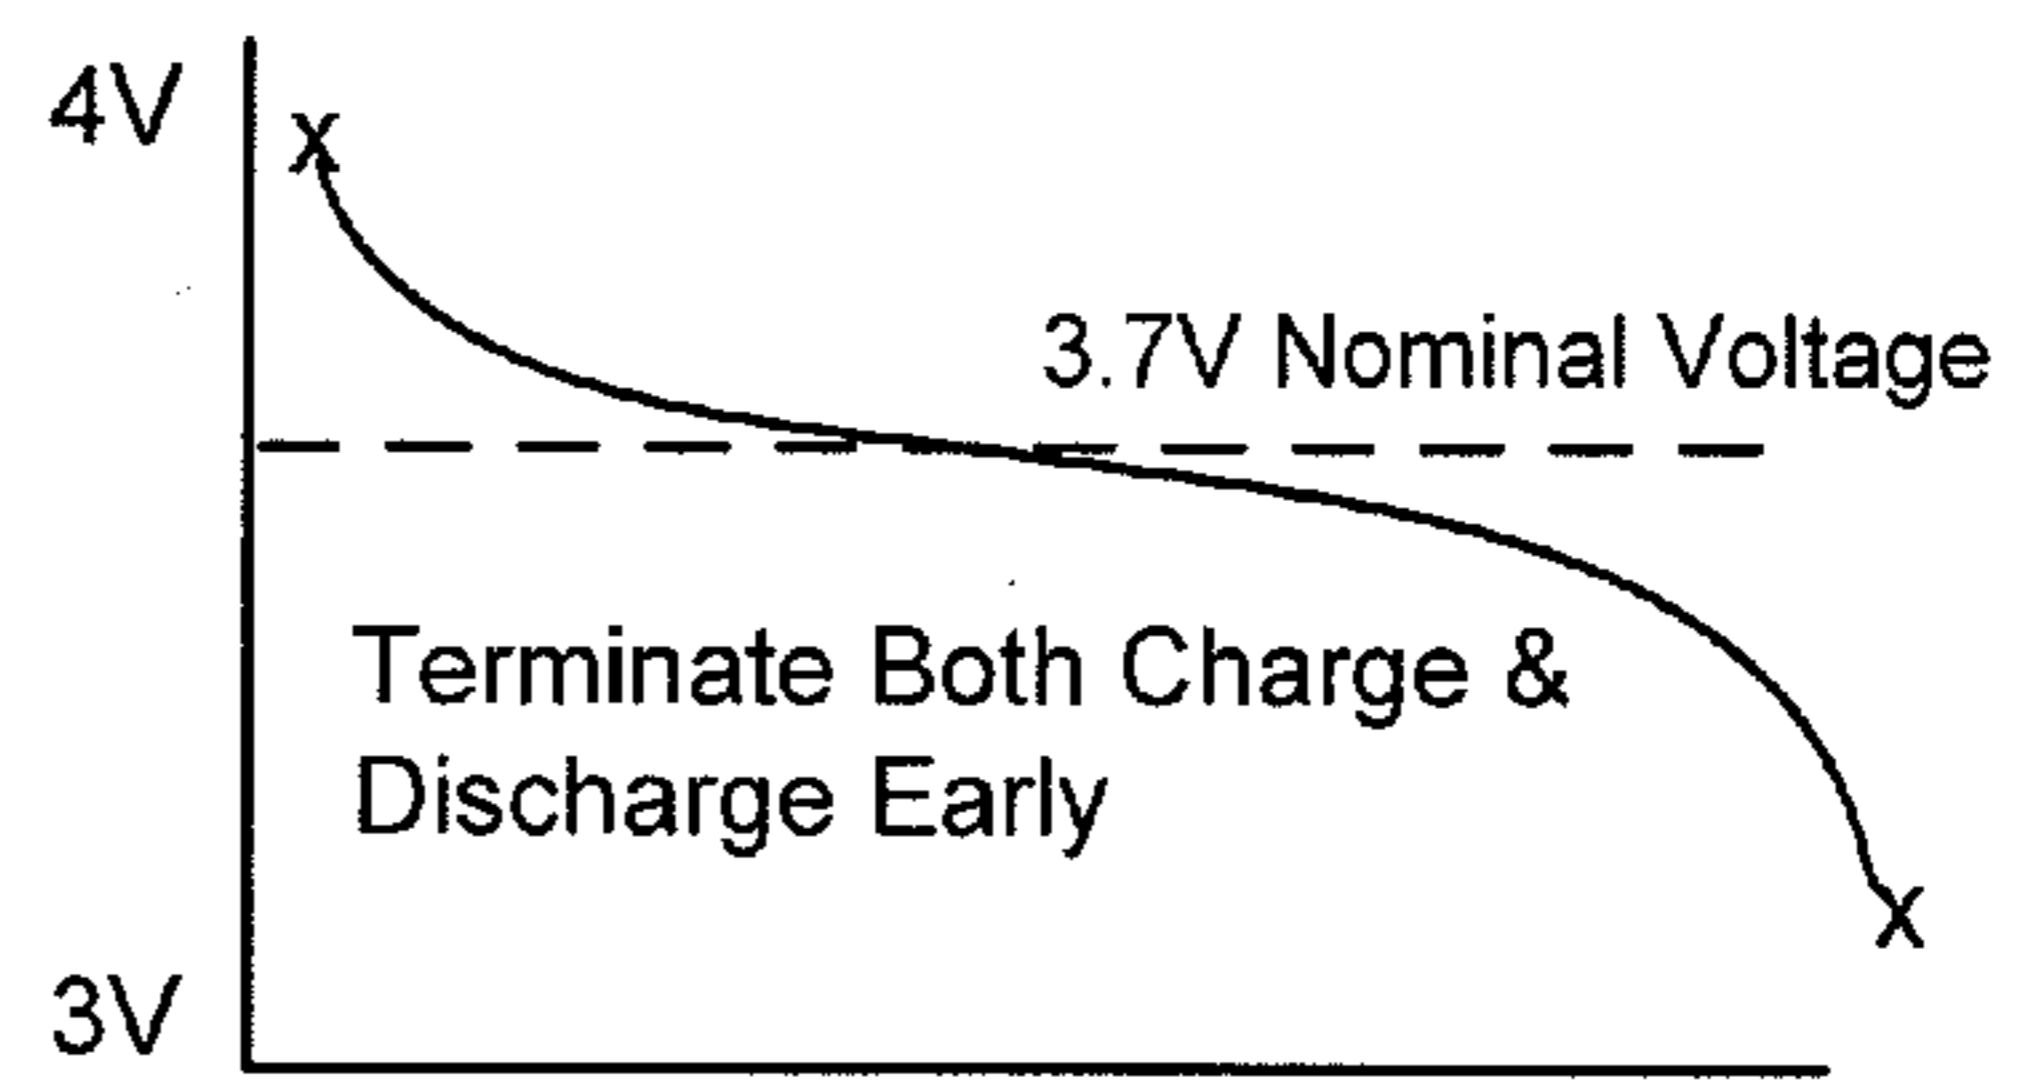 4V
3.7V Nominal Voltage
Terminate Both Charge &
Discharge Early
3V